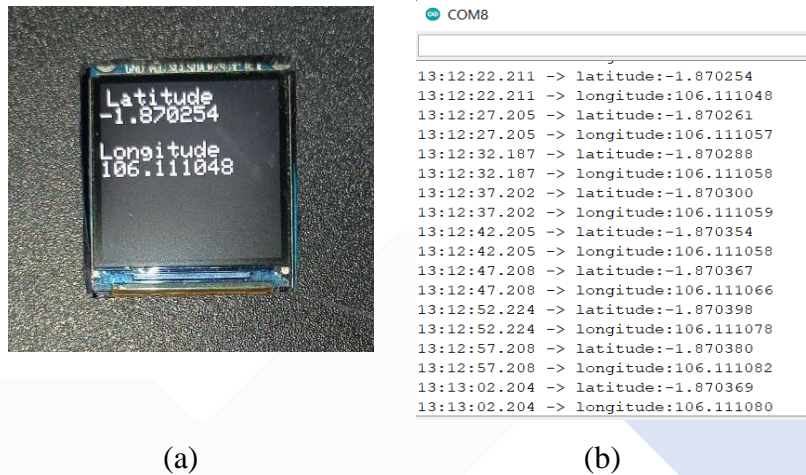 Latitude
-1.870254
Longitude
106.111048
COM8
13:12:22.211 -> latitude:-1.870254
13:12:22.211 -> longitude:106.111048
13:12:27.205 -> latitude:-1.870261
13:12:27.205 -> longitude:106.111057
13:12:32.187 -> latitude:-1.870288
13:12:32.187 -> longitude:106.111058
13:12:37.202 -> latitude:-1.870300
13:12:37.202 -> longitude:106.111059
13:12:42.205 -> latitude:-1.870354
13:12:42.205 -> longitude:106.111058
13:12:47.208 -> latitude:-1.870367
13:12:47.208 -> longitude:106.111066
13:12:52.224 -> latitude:-1.870398
13:12:52.224 -> longitude:106.111078
13:12:57.208 -> latitude:-1.870380
13:12:57.208 -> longitude:106.111082
13:13:02.204 -> latitude:-1.870369
13:13:02.204 -> longitude:106.111080
(a)
(b)